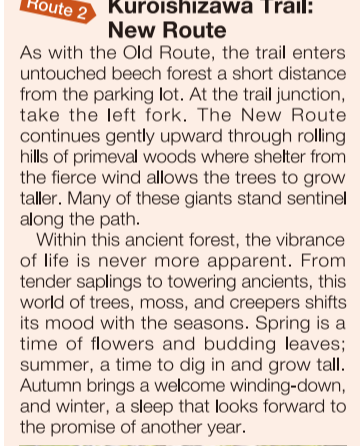 Route 2
Kuroishizawa Trail:
New Route
As with the Old Route, the trail enters
untouched beech forest a short distance
from the parking lot. At the trail junction,
take the left fork. The New Route
continues gently upward through rolling
hills of primeval woods where shelter from
the fierce wind allows the trees to grow
taller. Many of these giants stand sentinel
along the path.
Within this ancient forest, the vibrance
of life is never more apparent. From
tender saplings to towering ancients, this
world of trees, moss, and creepers shifts
its mood with the seasons. Spring is a
time of flowers and budding leaves;
summer, a time to dig in and grow tall.
Autumn brings a welcome winding-down,
and winter, a sleep that looks forward to
the promise of another year.